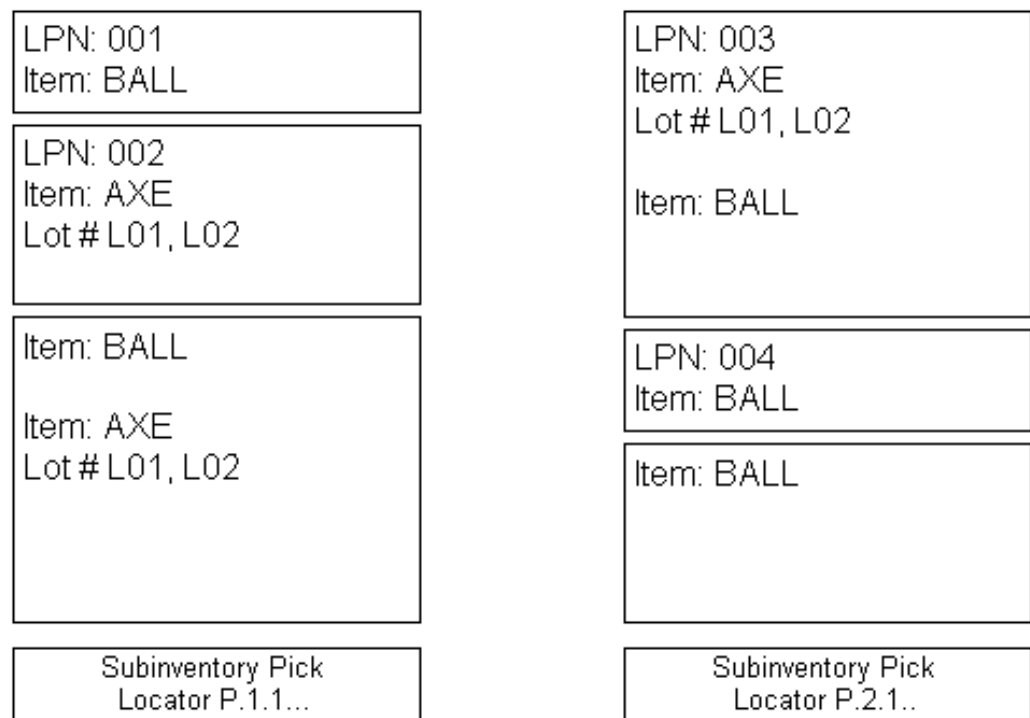 LPN: 001
Item: BALL
LPN: 002
Item: AXE
Lot # L01, L02
Item: BALL
Item: AXE
Lot # L01, L02
Subinventory Pick
Locator P.1.1...
LPN: 003
Item: AXE
Lot # L01, L02
Item: BALL
LPN: 004
Item: BALL
Item: BALL
Subinventory Pick
Locator P.2.1..